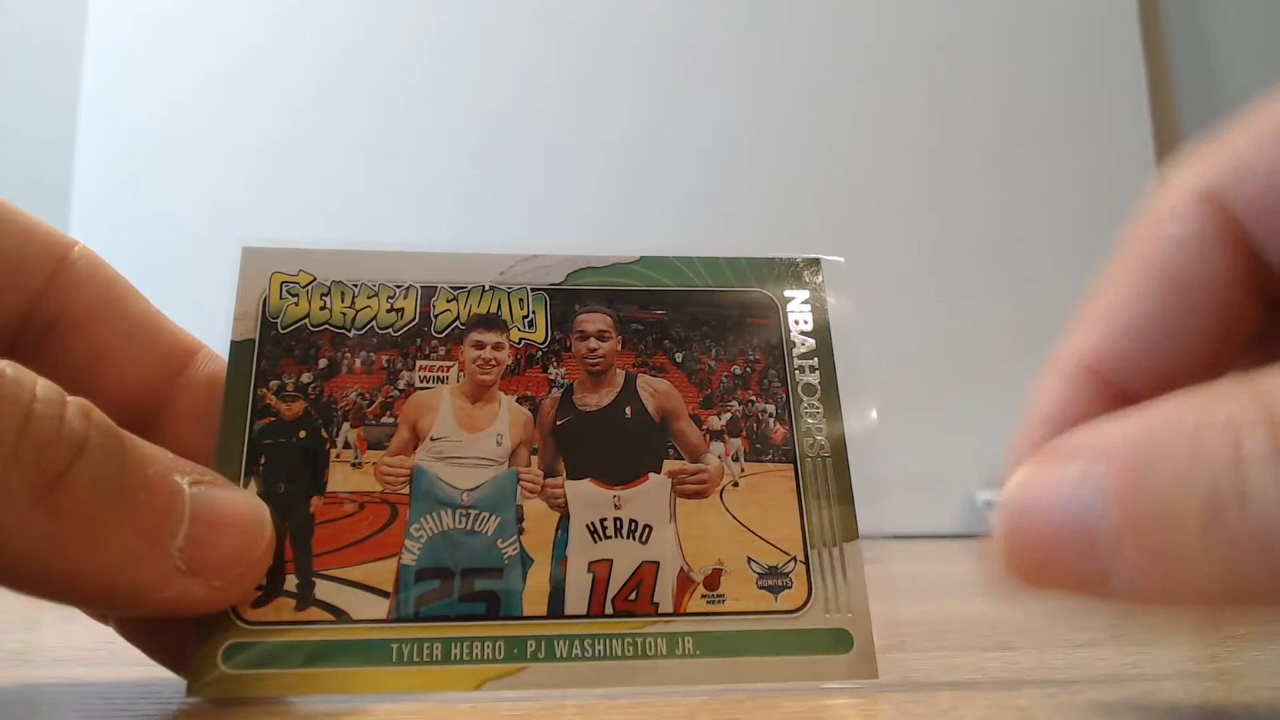 JERSEY SWAP
NBA HOOPS
HEAT
WIN!
WASHINGTON JR.
25
HERRO
14
MIAMI
HEAT
HORNETS
TYLER HERRO · PJ WASHINGTON JR.